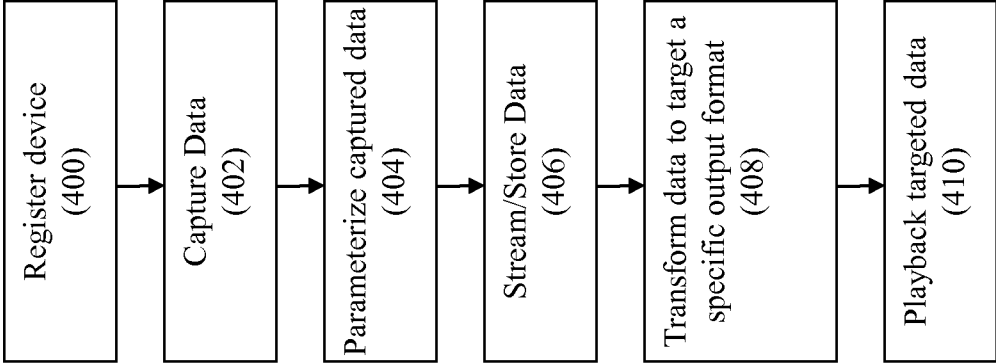 Register device
(400)
Capture Data
(402)
Parameterize captured data
(404)
Stream/Store Data
(406)
Transform data to target a
specific output format
(408)
Playback targeted data
(410)